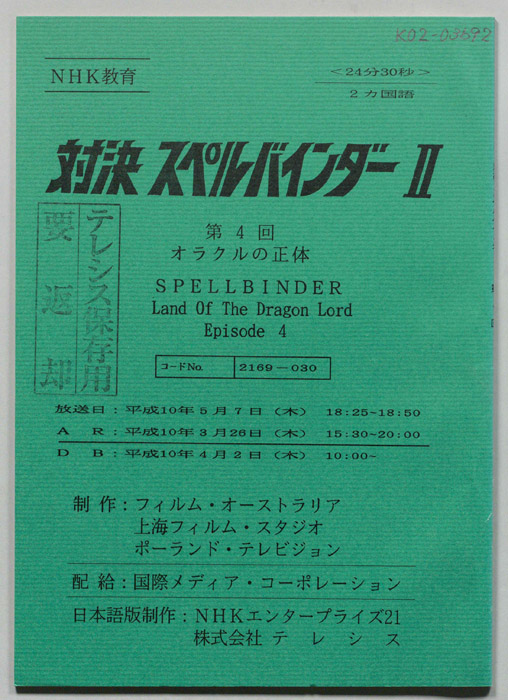 K02-03692
NHK教育
＜24分30秒＞
2カ国語
対決 スペルバインダー II
第4回
オラクルの正体
SPELLBINDER
Land Of The Dragon Lord
Episode 4
テレシス保存用
要返却
コードNo. 2169－030
放送日：平成10年5月7日（木） 18:25~18:50
A R：平成10年3月26日（木） 15:30~20:00
D B：平成10年4月2日（木） 10:00~
制作：フィルム・オーストラリア
上海フィルム・スタジオ
ポーランド・テレビジョン
配給：国際メディア・コーポレーション
日本語版制作：NHKエンタープライズ21
株式会社 テレシス